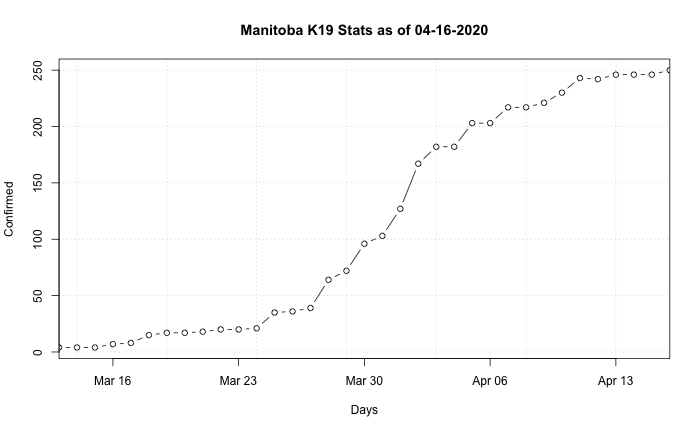 Manitoba K19 Stats as of 04-16-2020
250
200
150
100
50
0
Confirmed
Mar 16 Mar 23 Mar 30 Apr 06 Apr 13
Days